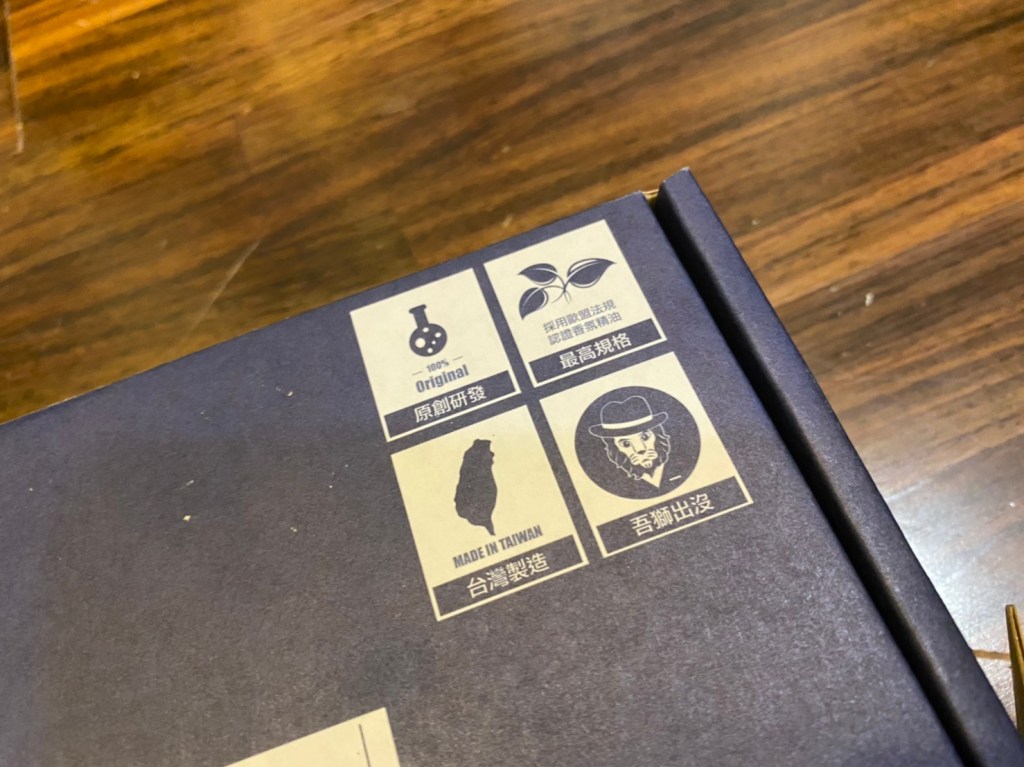 100%
Original
原創研發
採用歐盟法規
認證香氛精油
最高規格
MADE IN TAIWAN
台灣製造
吾獅出沒